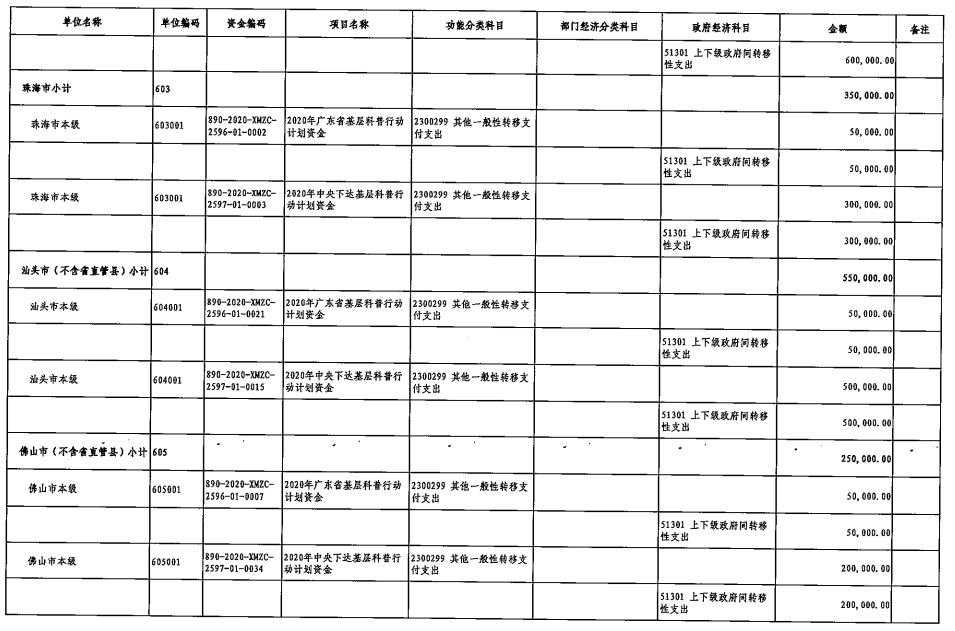 单位名称 单位编码 资金编码 项目名称 功能分类科目 部门经济分类科目 政府经济科目 金额 备注
51301 上下级政府间转移
性支出 600,000.00
珠海市小计 603 350,000.00
珠海市本级 603001 890-2020-XMZC- 2020年广东省基层科普行动 2300299 其他一般性转移支 50,000.00
2596-01-0002 计划资金 付支出
51301 上下级政府间转移
性支出 50,000.00
珠海市本级 603001 890-2020-XMZC- 2020年中央下达基层科普行 2300299 其他一般性转移支 300,000.00
2597-01-0003 动计划资金 付支出
51301 上下级政府间转移
性支出 300,000.00
汕头市（不含省直管县）小计 604 550,000.00
汕头市本级 604001 890-2020-XMZC- 2020年广东省基层科普行动 2300299 其他一般性转移支 50,000.00
2596-01-0021 计划资金 付支出
51301 上下级政府间转移
性支出 50,000.00
汕头市本级 604001 890-2020-XMZC- 2020年中央下达基层科普行 2300299 其他一般性转移支 500,000.00
2597-01-0015 动计划资金 付支出
51301 上下级政府间转移
性支出 500,000.00
佛山市（不含省直管县）小计 605 250,000.00
佛山市本级 605001 890-2020-XMZC- 2020年广东省基层科普行动 2300299 其他一般性转移支 50,000.00
2596-01-0007 计划资金 付支出
51301 上下级政府间转移
性支出 50,000.00
佛山市本级 605001 890-2020-XMZC- 2020年中央下达基层科普行 2300299 其他一般性转移支 200,000.00
2597-01-0034 动计划资金 付支出
51301 上下级政府间转移
性支出 200,000.00